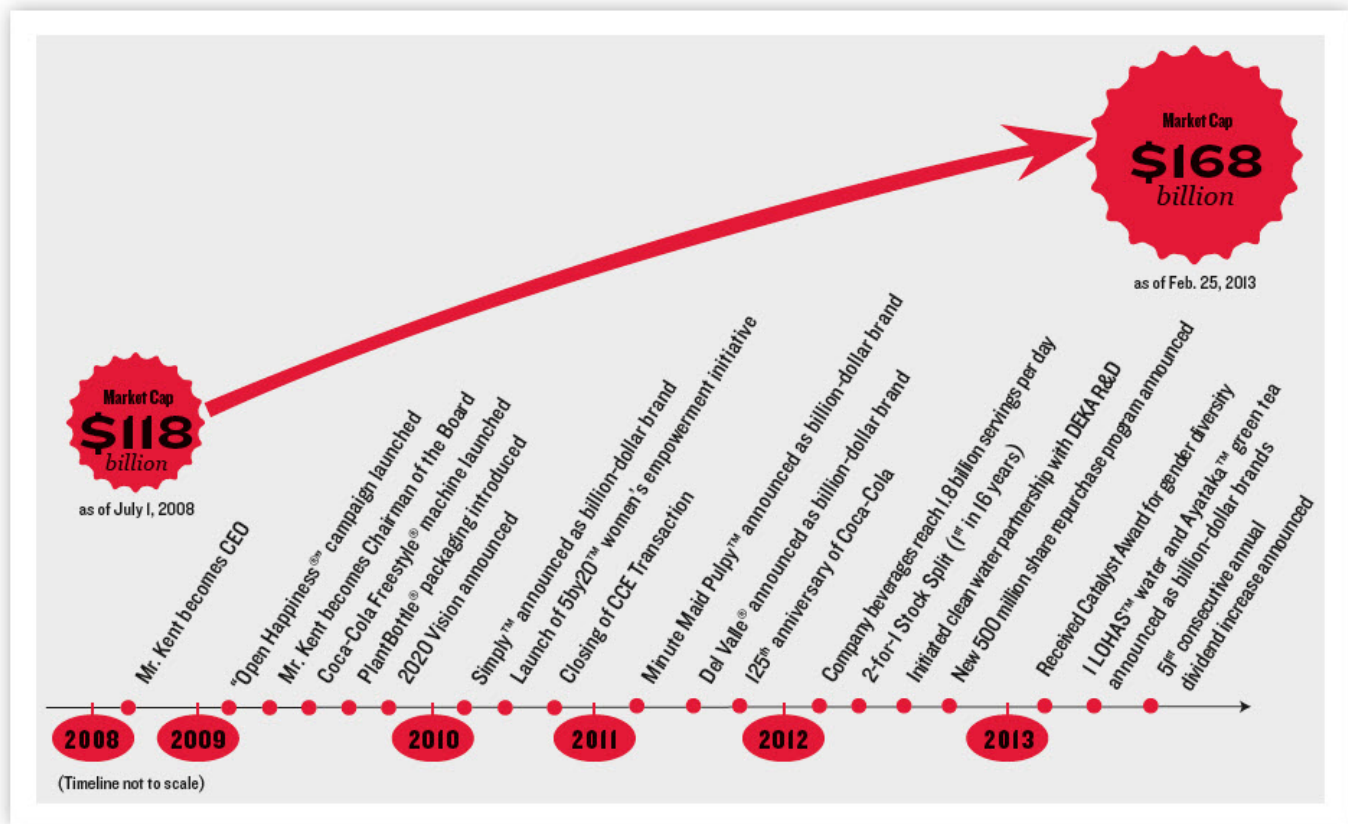 Market Cap
$168
billion
as of Feb. 25, 2013
Market Cap
$118
billion
as of July 1, 2008
Mr. Kent becomes CEO
"Open Happiness®" campaign launched
Mr. Kent becomes Chairman of the Board
Coca-Cola Freestyle® machine launched
PlantBottle® packaging introduced
2020 Vision announced
Simply™ announced as billion-dollar brand
Launch of 5by20™ women's empowerment initiative
Closing of CCE Transaction
Minute Maid Pulpy™ announced as billion-dollar brand
Del Valle® announced as billion-dollar brand
125th anniversary of Coca-Cola
Company beverages reach 1.8 billion servings per day
2-for-1 Stock Split (1st in 16 years)
Initiated clean water partnership with DEKA R&D
New 500 million share repurchase program announced
Received Catalyst Award for gender diversity
I LOHAS™ water and Ayataka™ green tea
announced as billion-dollar brands
51st consecutive annual
dividend increase announced
2008
2009
2010
2011
2012
2013
(Timeline not to scale)